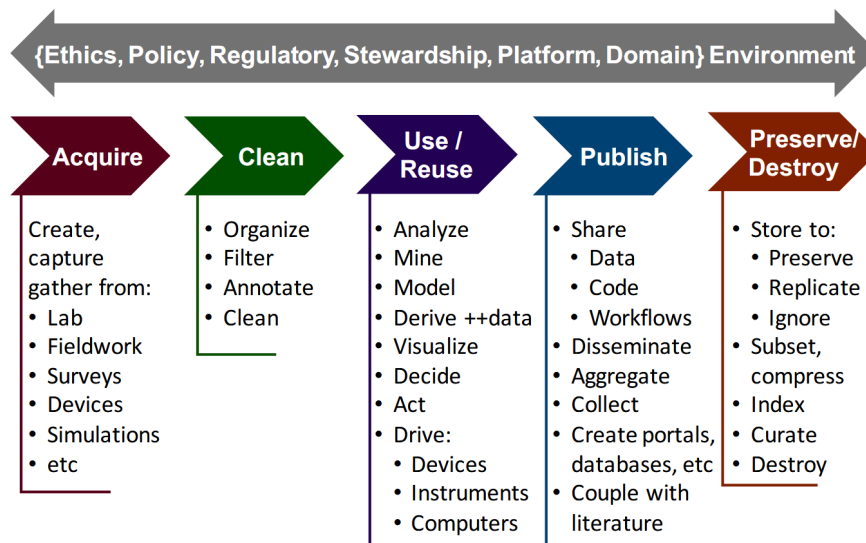 {Ethics, Policy, Regulatory, Stewardship, Platform, Domain} Environment
Acquire
Create,
capture
gather from:
• Lab
• Fieldwork
• Surveys
• Devices
• Simulations
• etc
Clean
• Organize
• Filter
• Annotate
• Clean
Use /
Reuse
• Analyze
• Mine
• Model
• Derive ++data
• Visualize
• Decide
• Act
• Drive:
• Devices
• Instruments
• Computers
Publish
• Share
• Data
• Code
• Workflows
• Disseminate
• Aggregate
• Collect
• Create portals,
databases, etc
• Couple with
literature
Preserve/
Destroy
• Store to:
• Preserve
• Replicate
• Ignore
• Subset,
compress
• Index
• Curate
• Destroy